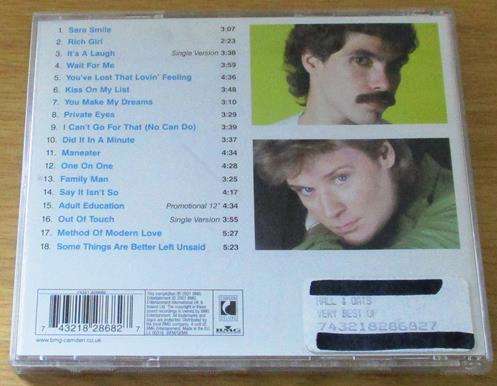 1. Sara Smile 3:07
2. Rich Girl 2:23
3. It's A Laugh Single Version 3:38
4. Wait For Me 3:59
5. You've Lost That Lovin' Feeling 4:36
6. Kiss On My List 3:48
7. You Make My Dreams 3:10
8. Private Eyes 3:29
9. I Can't Go For That (No Can Do) 3:39
10. Did It In A Minute 3:37
11. Maneater 4:34
12. One On One 4:28
13. Family Man 3:25
14. Say It Isn't So 4:17
15. Adult Education Promotional 12" 4:34
16. Out Of Touch Single Version 3:55
17. Method Of Modern Love 5:27
18. Some Things Are Better Left Unsaid 5:23
7 43218 28682 7
www.bmg-camden.co.uk
BMG
HALL & OATS
VERY BEST OF
743218286827